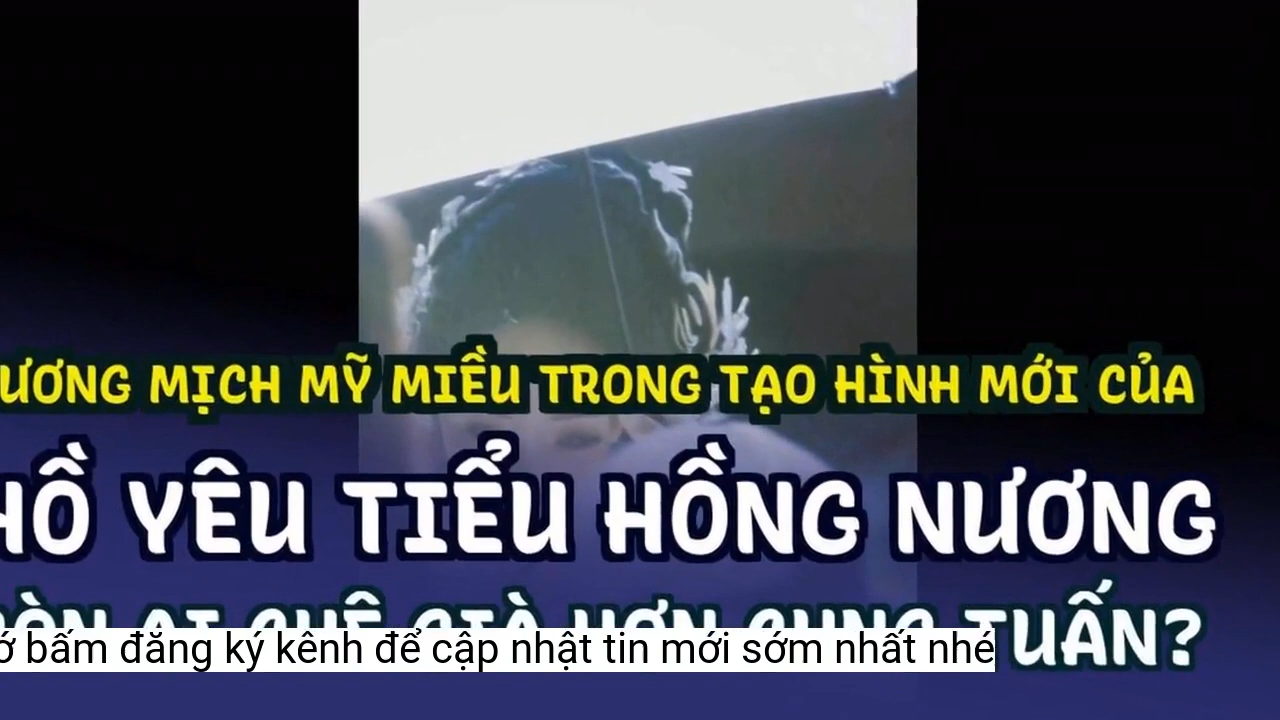 ƯƠNG MỊCH MỸ MIỀU TRONG TẠO HÌNH MỚI CỦA
HỒ YÊU TIỂU HỒNG NƯƠNG
TUẤN?
ớ bấm đăng ký kênh để cập nhật tin mới sớm nhất nhé